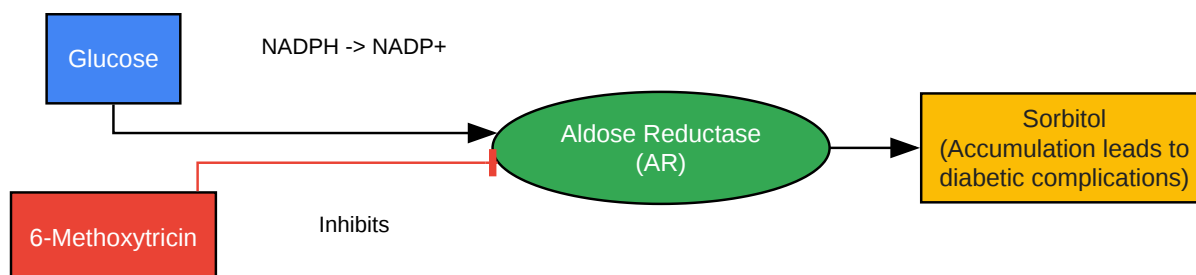 Glucose
NADPH -> NADP+
Aldose Reductase
(AR)
Sorbitol
(Accumulation leads to
diabetic complications)
6-Methoxytricin
Inhibits